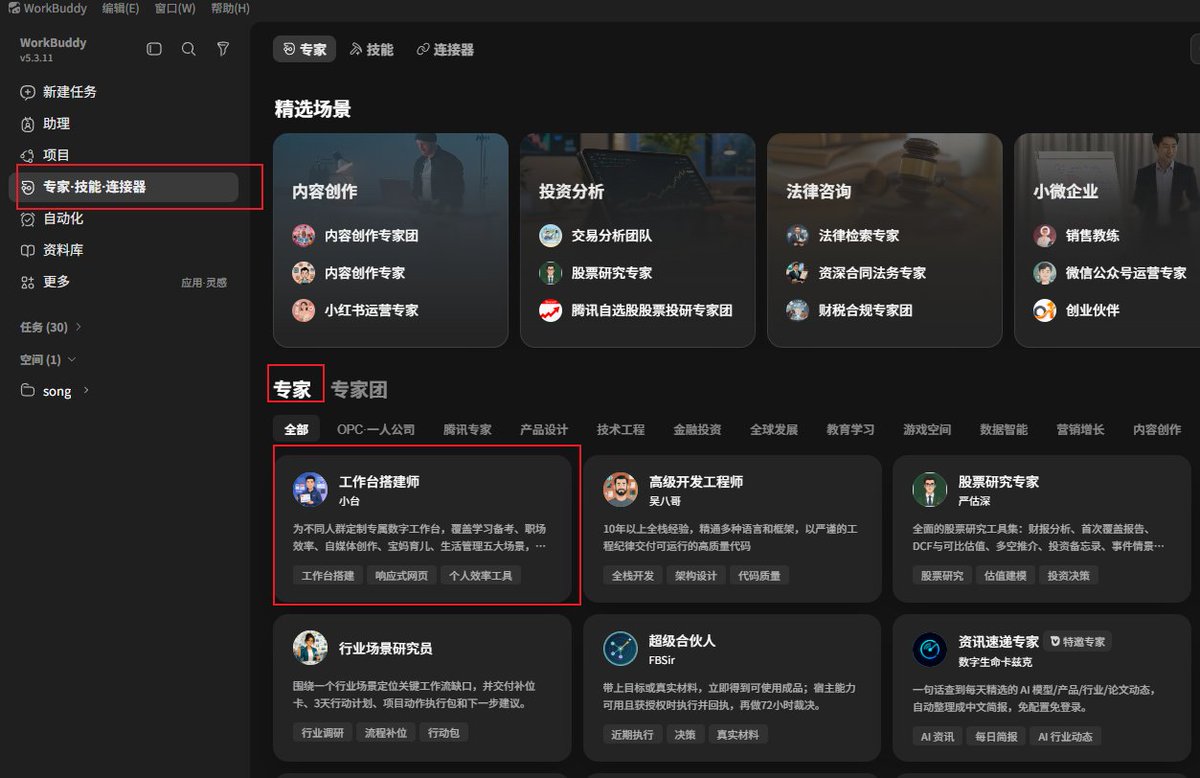 WorkBuddy 编辑(E) 窗口(W) 帮助(H)
WorkBuddy
v5.3.11
新建任务
助理
项目
专家·技能·连接器
自动化
资料库
更多 应用·灵感
任务 (30)
空间 (1)
song
专家 技能 连接器
精选场景
内容创作
内容创作专家团
内容创作专家
小红书运营专家
投资分析
交易分析团队
股票研究专家
腾讯自选股股票投研专家团
法律咨询
法律检索专家
资深合同法务专家
财税合规专家团
小微企业
销售教练
微信公众号运营专家
创业伙伴
专家 专家团
全部 OPC·一人公司 腾讯专家 产品设计 技术工程 金融投资 全球发展 教育学习 游戏空间 数据智能 营销增长 内容创作
工作台搭建师
小台
为不同人群定制专属数字工作台，覆盖学习备考、职场
效率、自媒体创作、宝妈育儿、生活管理五大场景，…
工作台搭建 响应式网页 个人效率工具
高级开发工程师
吴八哥
10年以上全栈经验，精通多种语言和框架，以严谨的工
程纪律交付可运行的高质量代码
全栈开发 架构设计 代码质量
股票研究专家
严估深
全面的股票研究工具集：财报分析、首次覆盖报告、
DCF与可比估值、多空推介、投资备忘录、事件情景…
股票研究 估值建模 投资决策
行业场景研究员
围绕一个行业场景定位关键工作流缺口，并交付补位
卡、3天行动计划、项目动作执行包和下一步建议。
行业调研 流程补位 行动包
超级合伙人
FBSir
带上目标或真实材料，立即得到可使用成品；宿主能力
可用且获授权时执行并回执，再做72小时裁决。
近期执行 决策 真实材料
资讯速递专家 特邀专家
数字生命卡兹克
一句话查到每天精选的 AI 模型/产品/行业/论文动态，
自动整理成中文简报，免配置免登录。
AI 资讯 每日简报 AI 行业动态